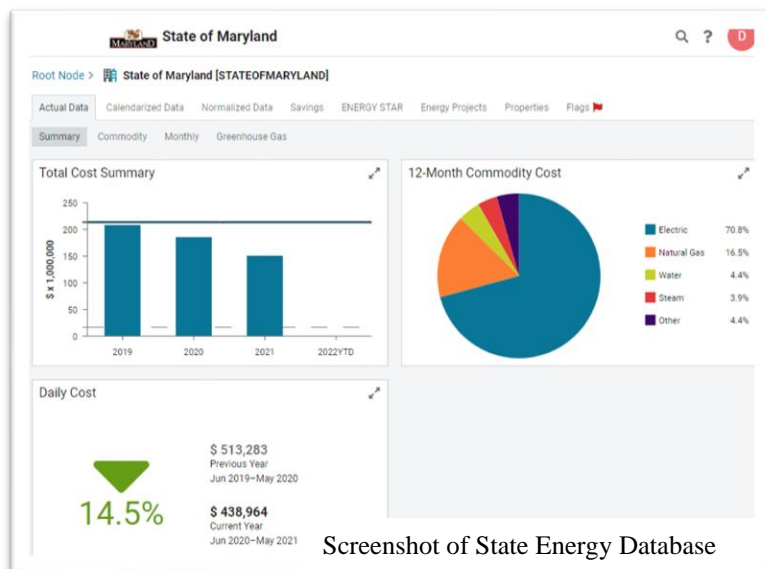 MARYLAND State of Maryland
? D
Root Node > State of Maryland [STATEOFMARYLAND]
Actual Data Calendarized Data Normalized Data Savings ENERGY STAR Energy Projects Properties Flags
Summary Commodity Monthly Greenhouse Gas
Total Cost Summary
$ x 1,000,000
250
200
150
100
50
0
2019 2020 2021 2022YTD
12-Month Commodity Cost
Electric 70.8%
Natural Gas 16.5%
Water 4.4%
Steam 3.9%
Other 4.4%
Daily Cost
14.5%
$ 513,283
Previous Year
Jun 2019–May 2020
$ 438,964
Current Year
Jun 2020–May 2021
Screenshot of State Energy Database